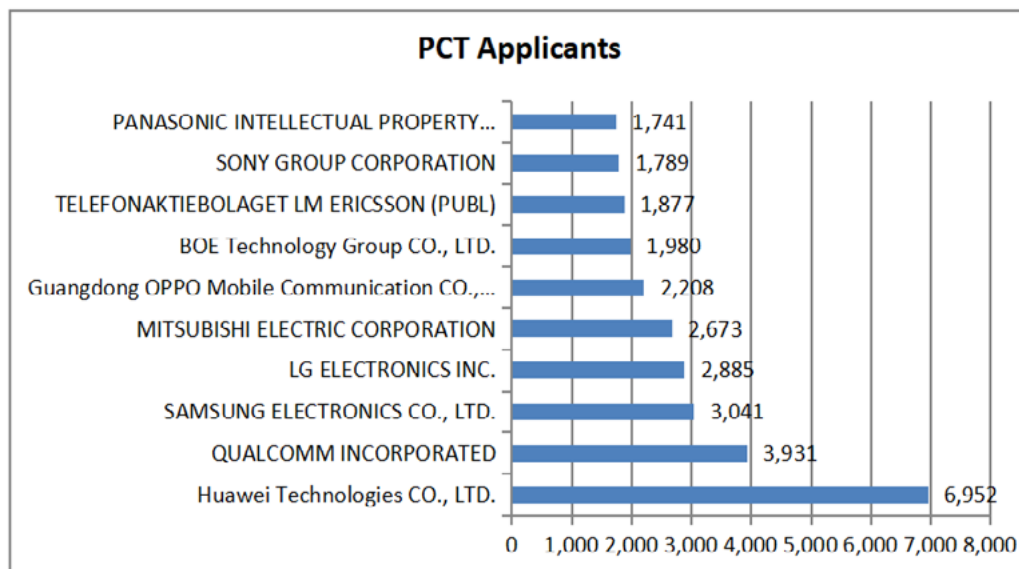 PCT Applicants
PANASONIC INTELLECTUAL PROPERTY... 1,741
SONY GROUP CORPORATION 1,789
TELEFONAKTIEBOLAGET LM ERICSSON (PUBL) 1,877
BOE Technology Group CO., LTD. 1,980
Guangdong OPPO Mobile Communication CO.,... 2,208
MITSUBISHI ELECTRIC CORPORATION 2,673
LG ELECTRONICS INC. 2,885
SAMSUNG ELECTRONICS CO., LTD. 3,041
QUALCOMM INCORPORATED 3,931
Huawei Technologies CO., LTD. 6,952
0 1,000 2,000 3,000 4,000 5,000 6,000 7,000 8,000